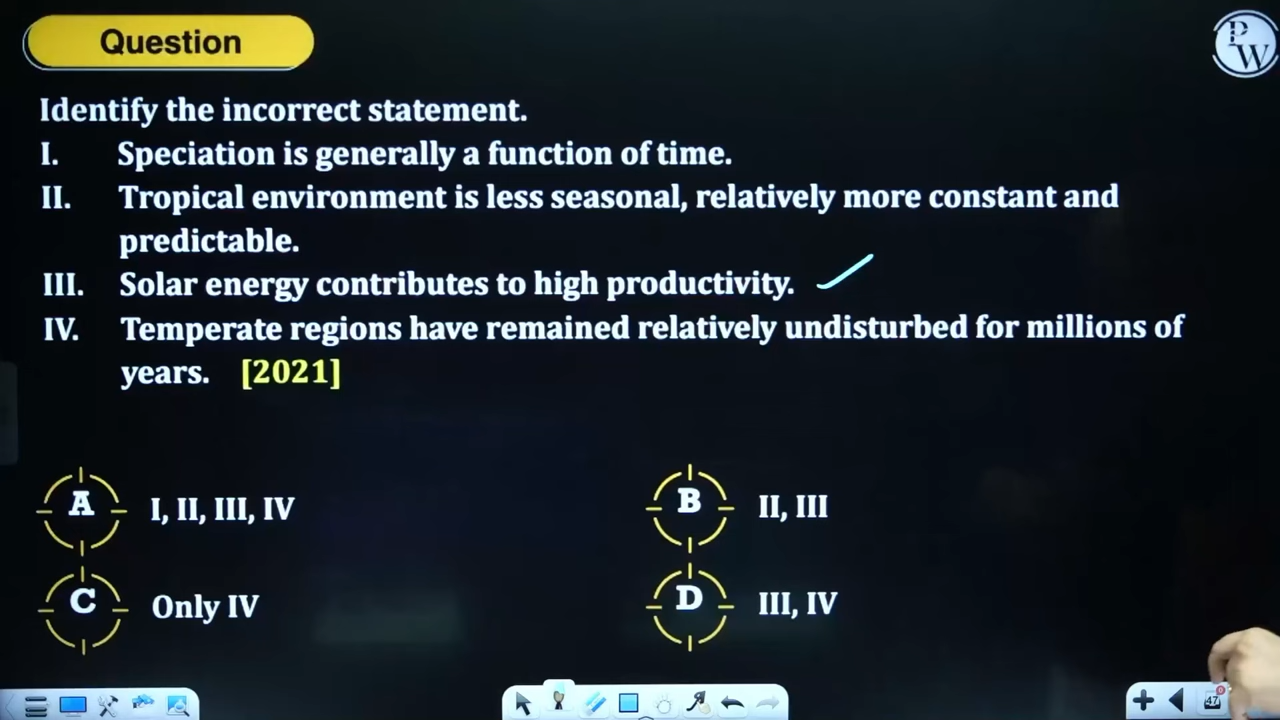 Question
PW
Identify the incorrect statement.
I. Speciation is generally a function of time.
II. Tropical environment is less seasonal, relatively more constant and
predictable.
III. Solar energy contributes to high productivity.
IV. Temperate regions have remained relatively undisturbed for millions of
years. [2021]
A I, II, III, IV
B II, III
C Only IV
D III, IV
47